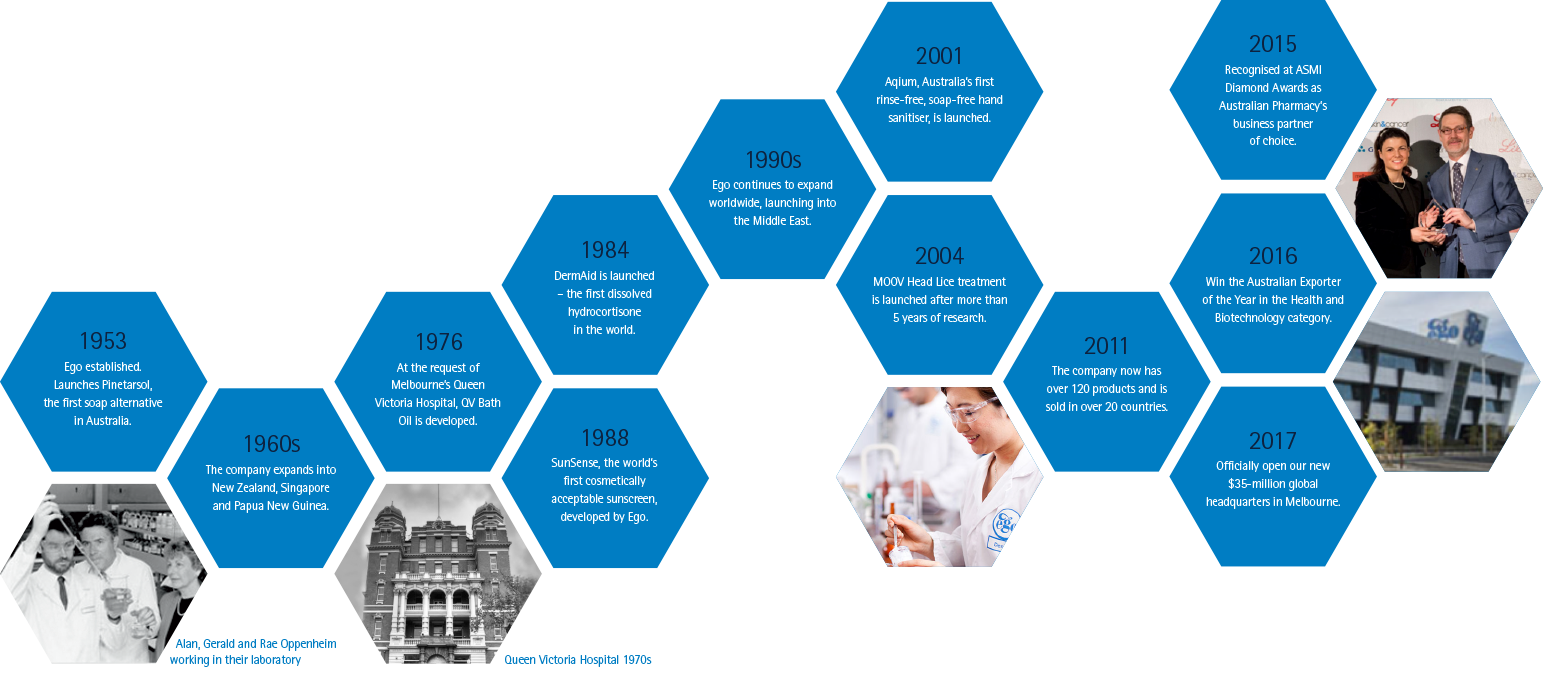 1953
Ego established.
Launches Pinetarsol,
the first soap alternative
in Australia.
1960s
The company expands into
New Zealand, Singapore
and Papua New Guinea.
Alan, Gerald and Rae Oppenheim
working in their laboratory
1976
At the request of
Melbourne's Queen
Victoria Hospital, QV Bath
Oil is developed.
Queen Victoria Hospital 1970s
1984
DermAid is launched
– the first dissolved
hydrocortisone
in the world.
1988
SunSense, the world's
first cosmetically
acceptable sunscreen,
developed by Ego.
1990s
Ego continues to expand
worldwide, launching into
the Middle East.
2001
Aqium, Australia's first
rinse-free, soap-free hand
sanitiser, is launched.
2004
MOOV Head Lice treatment
is launched after more than
5 years of research.
ego
2011
The company now has
over 120 products and is
sold in over 20 countries.
2015
Recognised at ASMI
Diamond Awards as
Australian Pharmacy's
business partner
of choice.
2016
Win the Australian Exporter
of the Year in the Health and
Biotechnology category.
ego
2017
Officially open our new
$35-million global
headquarters in Melbourne.